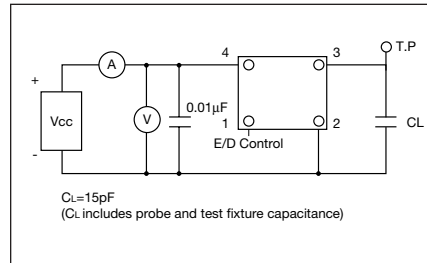 T.P
A
4
3
+
Vcc
V
0.01µF
1
2
CL
-
E/D Control
CL=15pF
(CL includes probe and test fixture capacitance)